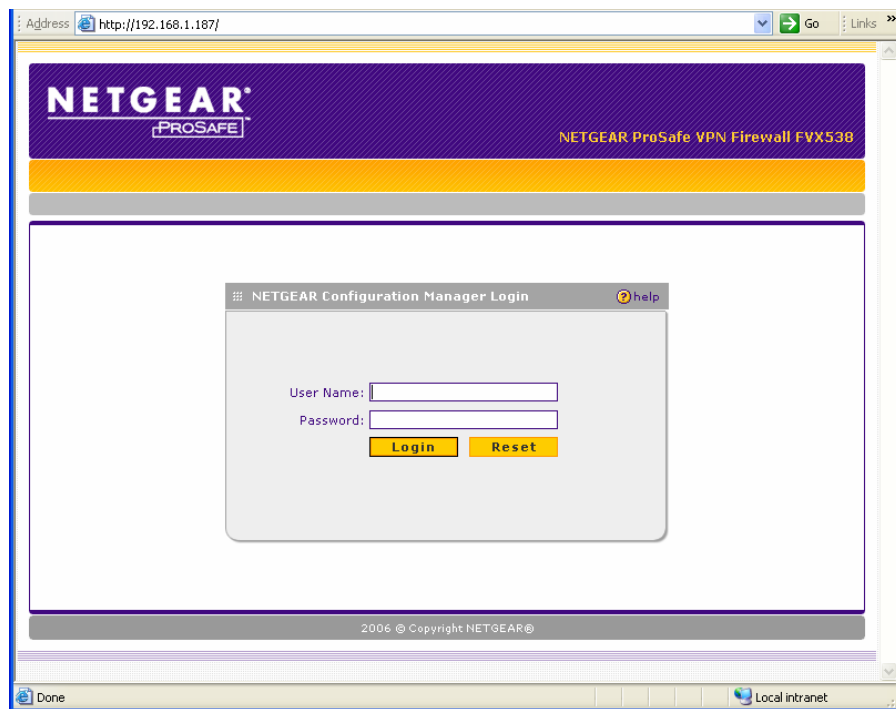 Address http://192.168.1.187/ Go Links »
NETGEAR®
PROSAFE
NETGEAR ProSafe VPN Firewall FVX538
NETGEAR Configuration Manager Login ? help
User Name:
Password:
Login Reset
2006 © Copyright NETGEAR®
Done Local intranet